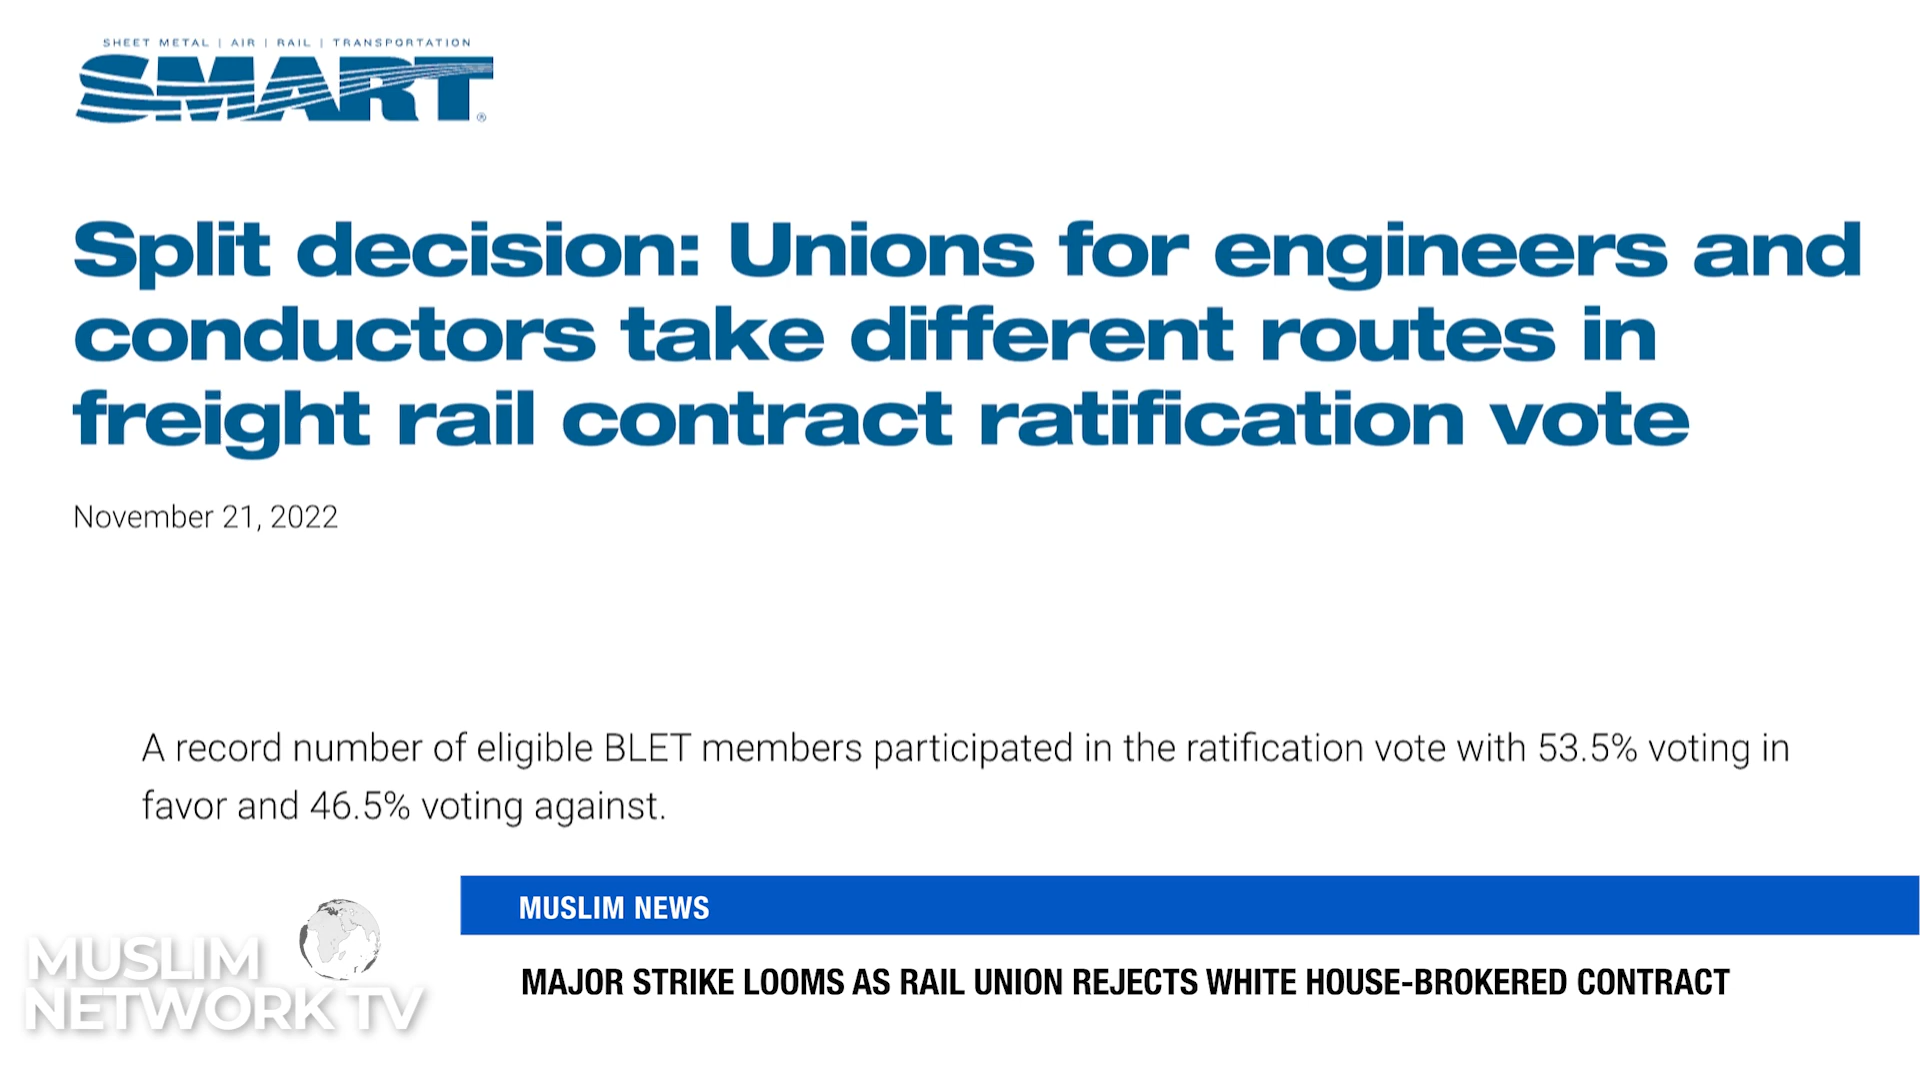 SHEET METAL | AIR | RAIL | TRANSPORTATION
SMART®
Split decision: Unions for engineers and
conductors take different routes in
freight rail contract ratification vote
November 21, 2022
A record number of eligible BLET members participated in the ratification vote with 53.5% voting in
favor and 46.5% voting against.
MUSLIM NEWS
MUSLIM
NETWORK TV
MAJOR STRIKE LOOMS AS RAIL UNION REJECTS WHITE HOUSE-BROKERED CONTRACT